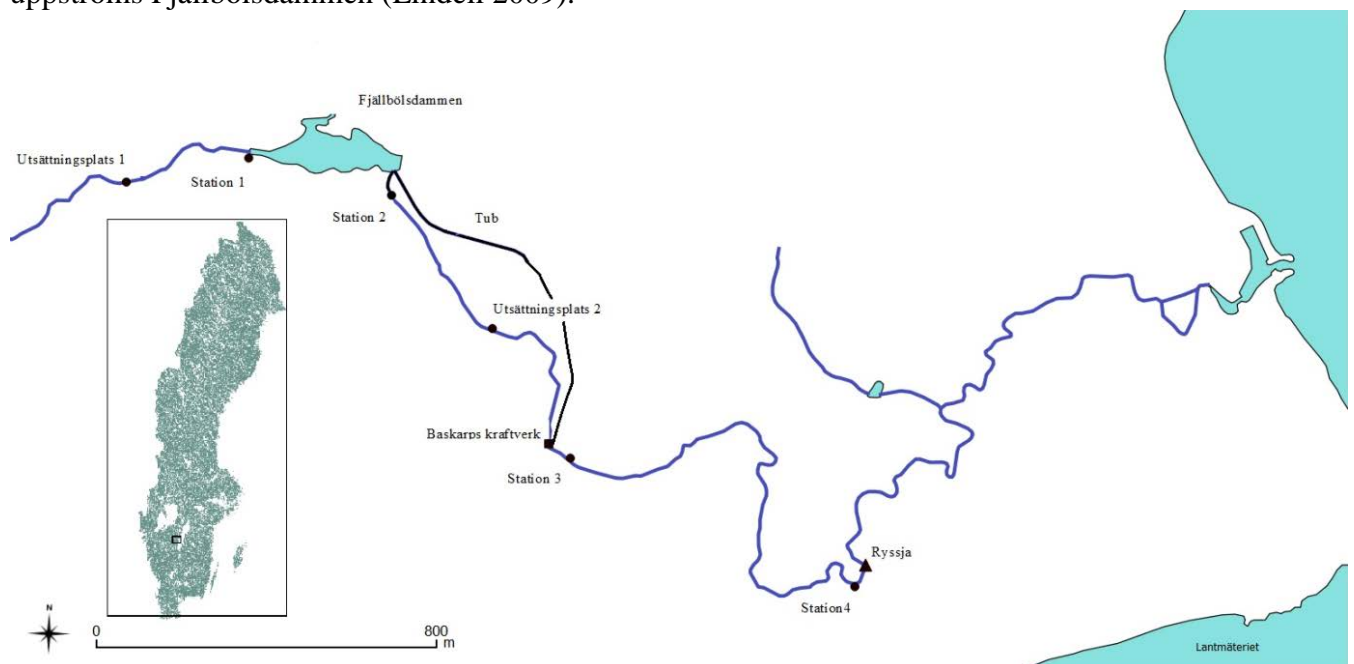 uppströms Fjällbölsdammen (Lindén 2009).
Fjällbölsdammen
Utsättningsplats 1
Station 1
Station 2
Tub
Utsättningsplats 2
Baskarps kraftverk
Station 3
Ryssja
Station4
N
0
800
m
Lantmäteriet